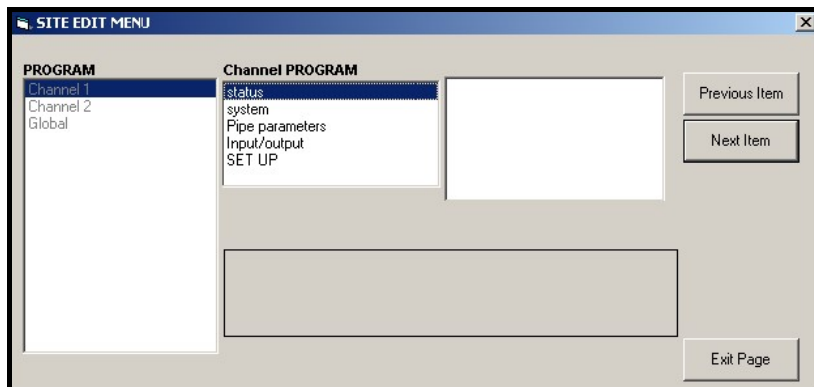 SITE EDIT MENU
PROGRAM
Channel 1
Channel 2
Global
Channel PROGRAM
status
system
Pipe parameters
Input/output
SET UP
Previous Item
Next Item
Exit Page